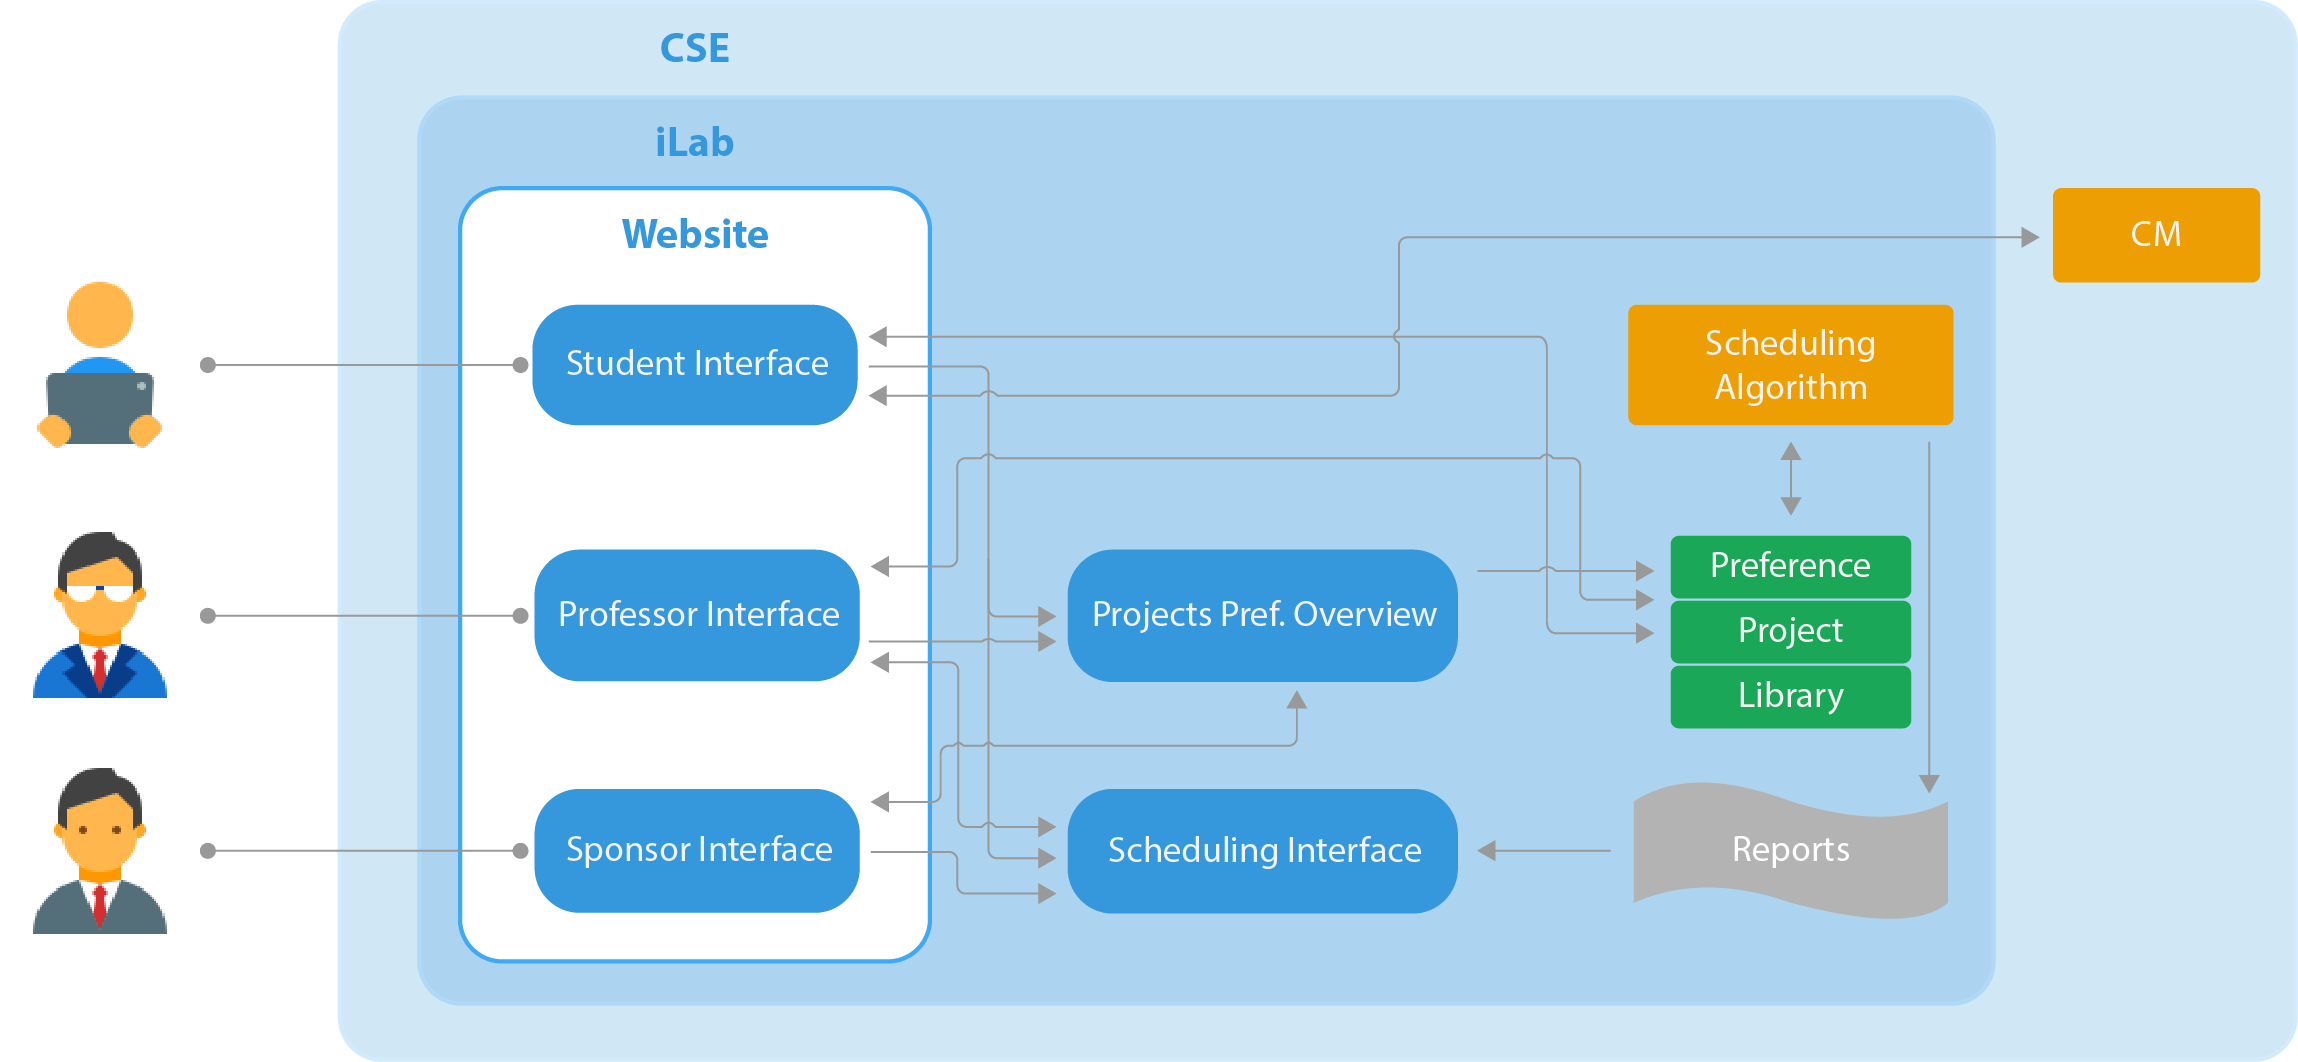 CSE
iLab
Website
CM
Student Interface
Scheduling
Algorithm
Professor Interface
Projects Pref. Overview
Preference
Project
Library
Sponsor Interface
Scheduling Interface
Reports